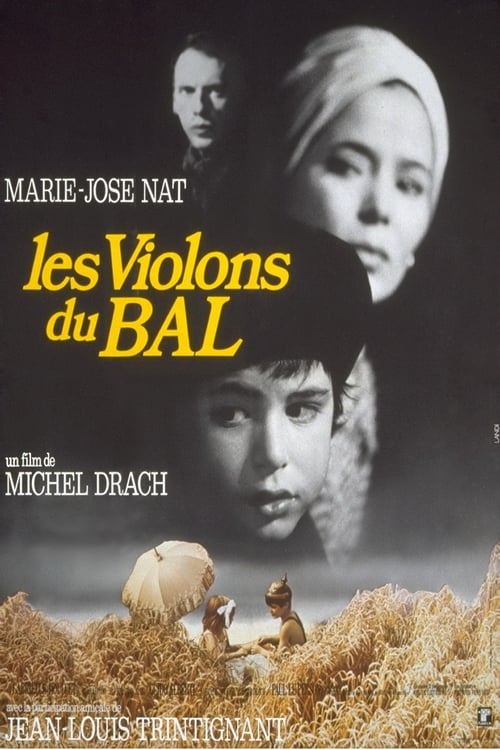 MARIE-JOSE NAT
les Violons
du BAL
un film de
MICHEL DRACH
LANDI
avec la participation amicale de
JEAN-LOUIS TRINTIGNANT